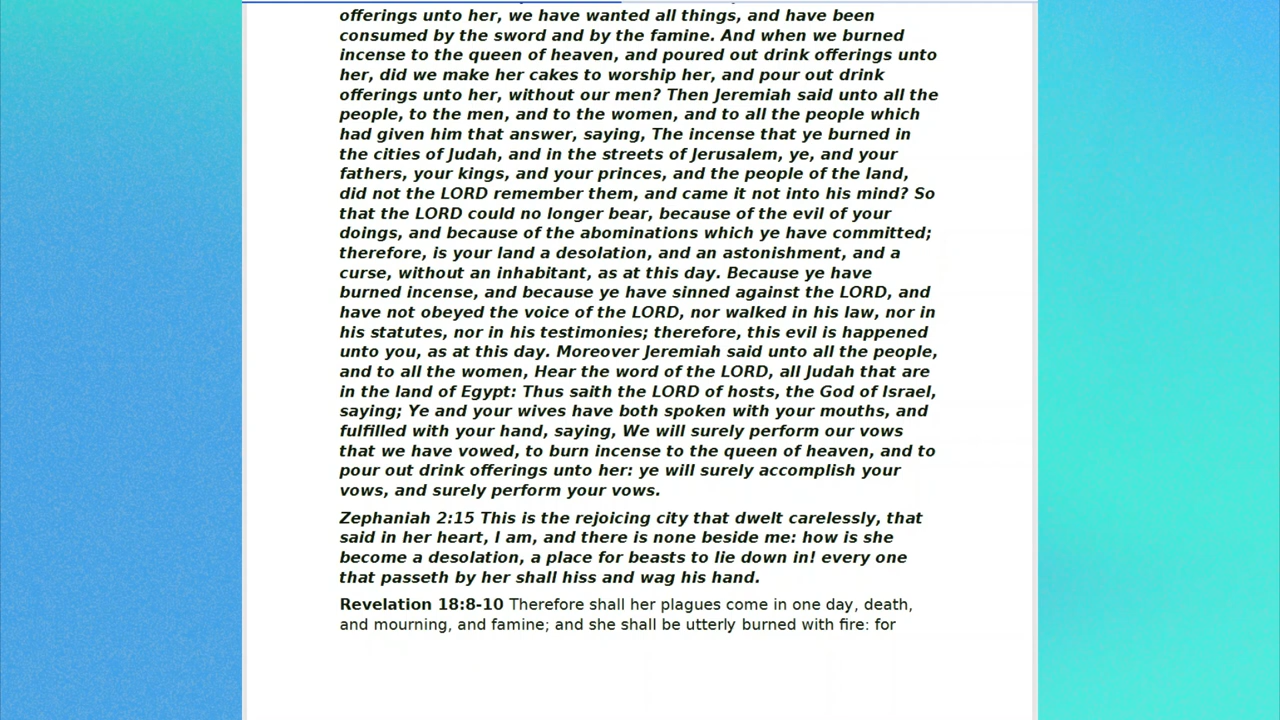 offerings unto her, we have wanted all things, and have been
consumed by the sword and by the famine. And when we burned
incense to the queen of heaven, and poured out drink offerings unto
her, did we make her cakes to worship her, and pour out drink
offerings unto her, without our men? Then Jeremiah said unto all the
people, to the men, and to the women, and to all the people which
had given him that answer, saying, The incense that ye burned in
the cities of Judah, and in the streets of Jerusalem, ye, and your
fathers, your kings, and your princes, and the people of the land,
did not the LORD remember them, and came it not into his mind? So
that the LORD could no longer bear, because of the evil of your
doings, and because of the abominations which ye have committed;
therefore, is your land a desolation, and an astonishment, and a
curse, without an inhabitant, as at this day. Because ye have
burned incense, and because ye have sinned against the LORD, and
have not obeyed the voice of the LORD, nor walked in his law, nor in
his statutes, nor in his testimonies; therefore, this evil is happened
unto you, as at this day. Moreover Jeremiah said unto all the people,
and to all the women, Hear the word of the LORD, all Judah that are
in the land of Egypt: Thus saith the LORD of hosts, the God of Israel,
saying; Ye and your wives have both spoken with your mouths, and
fulfilled with your hand, saying, We will surely perform our vows
that we have vowed, to burn incense to the queen of heaven, and to
pour out drink offerings unto her: ye will surely accomplish your
vows, and surely perform your vows.
Zephaniah 2:15 This is the rejoicing city that dwelt carelessly, that
said in her heart, I am, and there is none beside me: how is she
become a desolation, a place for beasts to lie down in! every one
that passeth by her shall hiss and wag his hand.
Revelation 18:8-10 Therefore shall her plagues come in one day, death,
and mourning, and famine; and she shall be utterly burned with fire: for